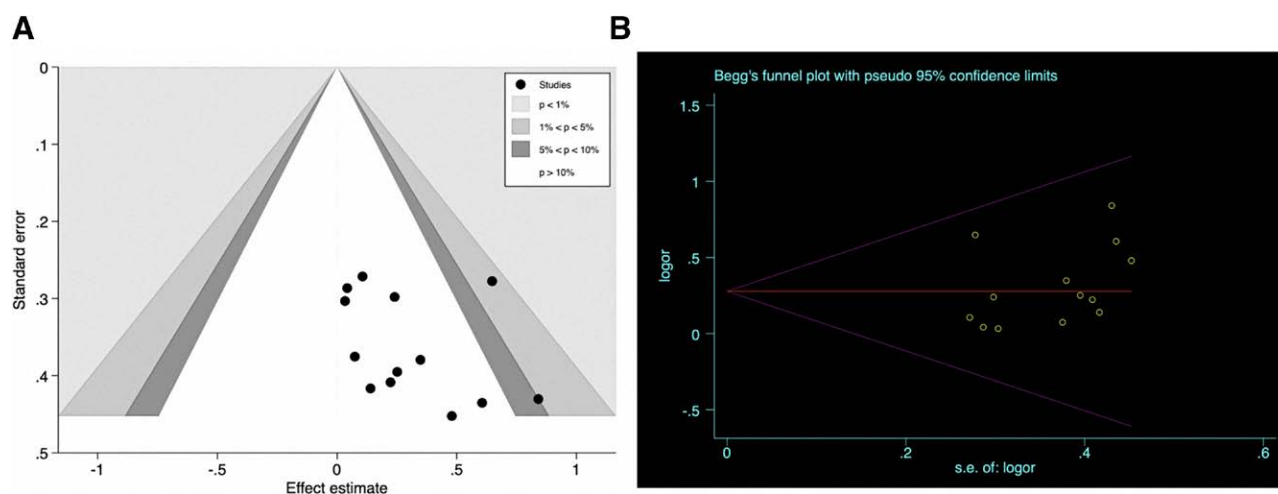 A
0
.1
.2
.3
.4
.5
Standard error
-1
-.5
0
.5
1
Effect estimate
Studies
p < 1%
1% < p < 5%
5% < p < 10%
p > 10%
B
Begg's funnel plot with pseudo 95% confidence limits
1.5
1
.5
0
-.5
logor
0
.2
.4
.6
s.e. of: logor